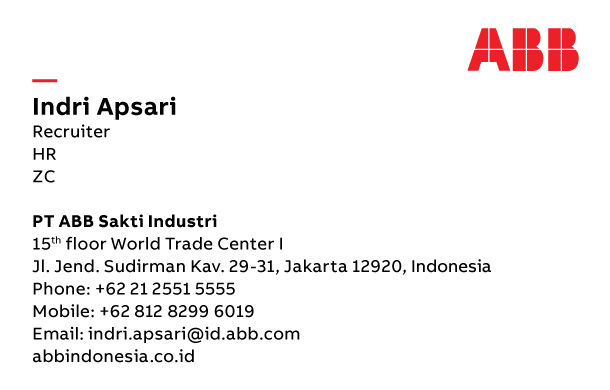 ABB
Indri Apsari
Recruiter
HR
ZC
PT ABB Sakti Industri
15th floor World Trade Center I
Jl. Jend. Sudirman Kav. 29-31, Jakarta 12920, Indonesia
Phone: +62 21 2551 5555
Mobile: +62 812 8299 6019
Email: indri.apsari@id.abb.com
abbindonesia.co.id